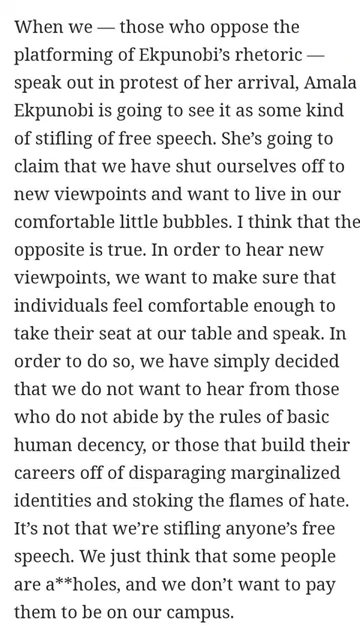 When we — those who oppose the
platforming of Ekpunobi’s rhetoric —
speak out in protest of her arrival, Amala
Ekpunobi is going to see it as some kind
of stifling of free speech. She’s going to
claim that we have shut ourselves off to
new viewpoints and want to live in our
comfortable little bubbles. I think that the
opposite is true. In order to hear new
viewpoints, we want to make sure that
individuals feel comfortable enough to
take their seat at our table and speak. In
order to do so, we have simply decided
that we do not want to hear from those
who do not abide by the rules of basic
human decency, or those that build their
careers off of disparaging marginalized
identities and stoking the flames of hate.
It’s not that we’re stifling anyone’s free
speech. We just think that some people
are a**holes, and we don’t want to pay
them to be on our campus.